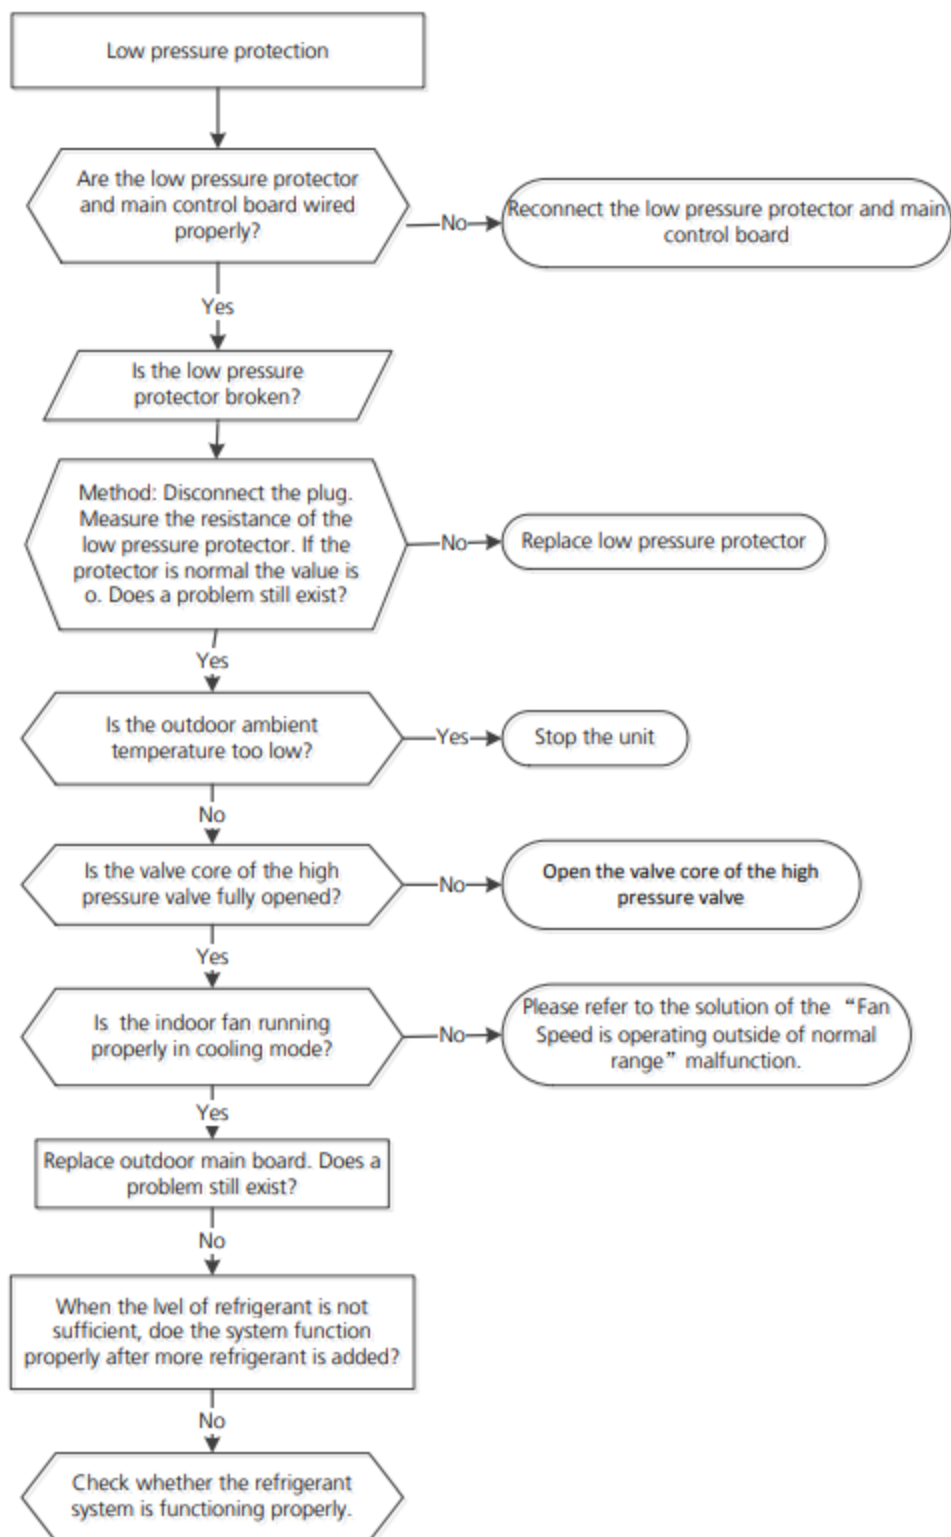 Low pressure protection
Are the low pressure protector
and main control board wired
properly?
No
Reconnect the low pressure protector and main
control board
Yes
Is the low pressure
protector broken?
Method: Disconnect the plug.
Measure the resistance of the
low pressure protector. If the
protector is normal the value is
o. Does a problem still exist?
No
Replace low pressure protector
Yes
Is the outdoor ambient
temperature too low?
Yes
Stop the unit
No
Is the valve core of the high
pressure valve fully opened?
No
Open the valve core of the high
pressure valve
Yes
Is the indoor fan running
properly in cooling mode?
No
Please refer to the solution of the “Fan
Speed is operating outside of normal
range” malfunction.
Yes
Replace outdoor main board. Does a
problem still exist?
No
When the lvel of refrigerant is not
sufficient, doe the system function
properly after more refrigerant is added?
No
Check whether the refrigerant
system is functioning properly.